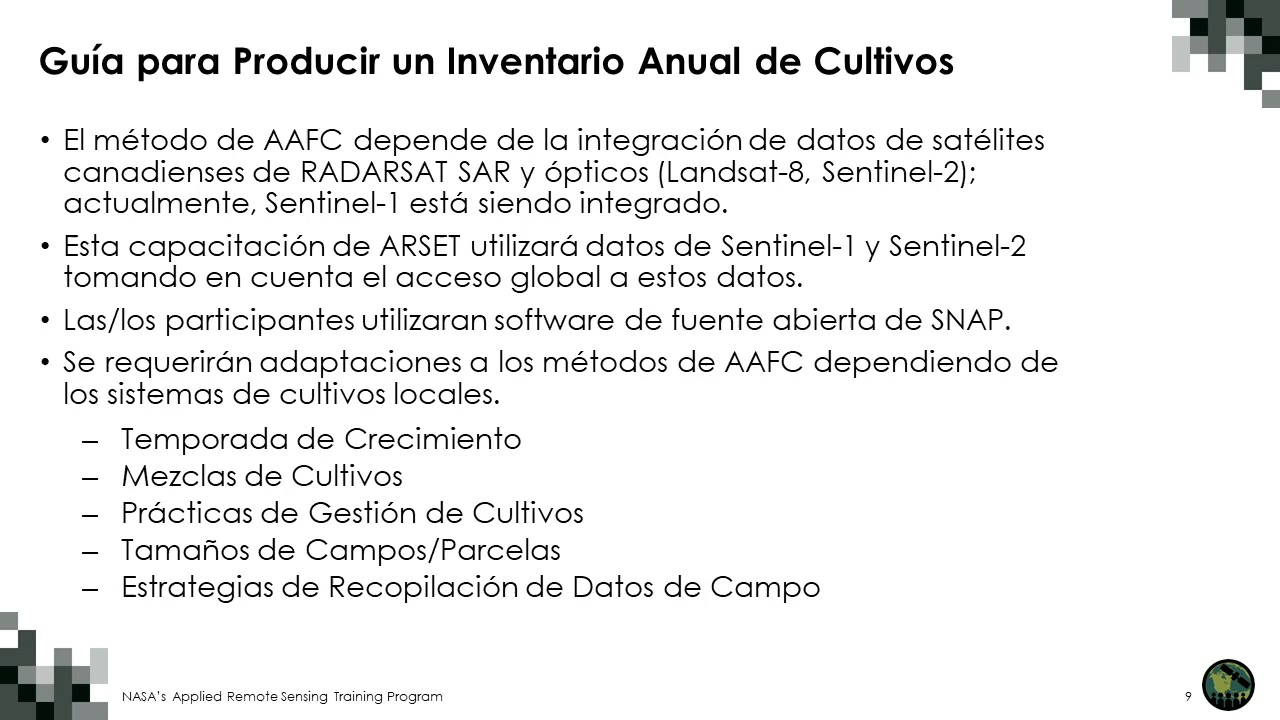 Guía para Producir un Inventario Anual de Cultivos
• El método de AAFC depende de la integración de datos de satélites
canadienses de RADARSAT SAR y ópticos (Landsat-8, Sentinel-2);
actualmente, Sentinel-1 está siendo integrado.
• Esta capacitación de ARSET utilizará datos de Sentinel-1 y Sentinel-2
tomando en cuenta el acceso global a estos datos.
• Las/los participantes utilizaran software de fuente abierta de SNAP.
• Se requerirán adaptaciones a los métodos de AAFC dependiendo de
los sistemas de cultivos locales.
– Temporada de Crecimiento
– Mezclas de Cultivos
– Prácticas de Gestión de Cultivos
– Tamaños de Campos/Parcelas
– Estrategias de Recopilación de Datos de Campo
NASA's Applied Remote Sensing Training Program
9